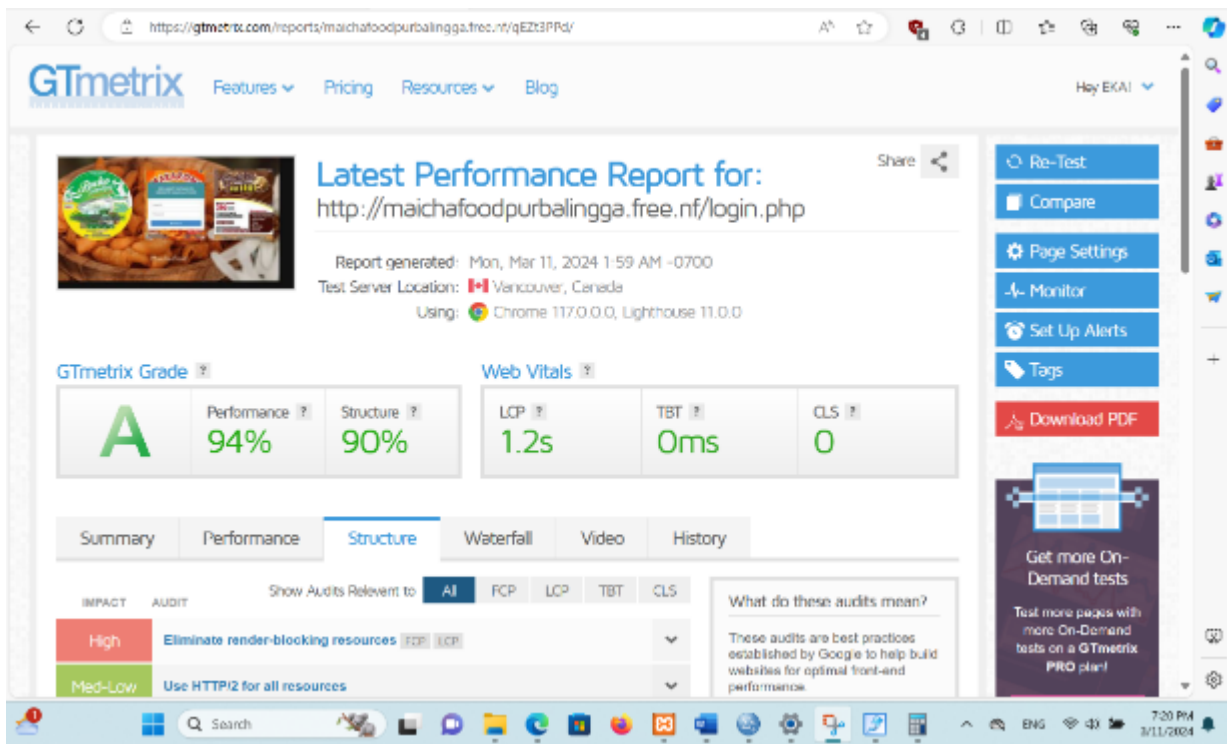 https://gtmetrix.com/reports/maichafoodpurbalingga.free.nf/qEZt3PPd/
GTmetrix
Features
Pricing
Resources
Blog
Hey EKA!
Latest Performance Report for:
http://maichafoodpurbalingga.free.nf/login.php
Share
Report generated: Mon, Mar 11, 2024 1:59 AM -0700
Test Server Location: Vancouver, Canada
Using: Chrome 117.0.0.0, Lighthouse 11.0.0
Re-Test
Compare
Page Settings
Monitor
Set Up Alerts
Tags
Download PDF
GTmetrix Grade ?
Web Vitals ?
A
Performance ?
94%
Structure ?
90%
LCP ?
1.2s
TBT ?
0ms
CLS ?
0
Summary
Performance
Structure
Waterfall
Video
History
Show Audits Relevant to All FCP LCP TBT CLS
IMPACT AUDIT
High Eliminate render-blocking resources FCP LCP
Med-Low Use HTTP/2 for all resources
What do these audits mean?
These audits are best practices
established by Google to help build
websites for optimal front-end
performance.
Get more On-
Demand tests
Test more pages with
more On-Demand
tests on a GTmetrix
PRO plan!
Search
ENG
7:20 PM
3/11/2024